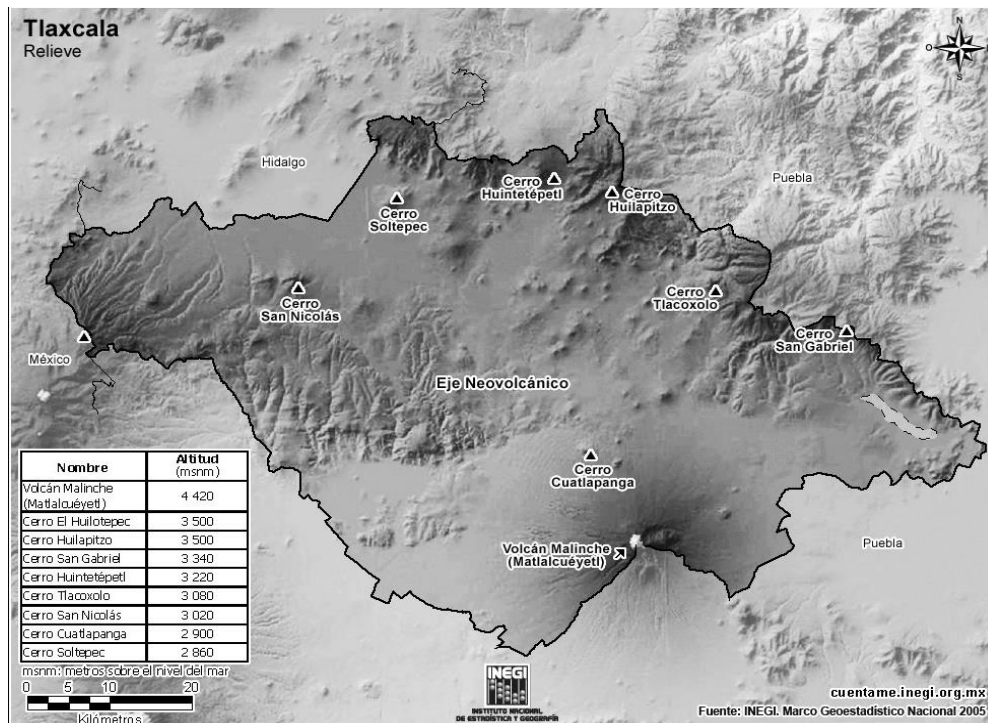 Tlaxcala
Relieve
N
O
E
S
Hidalgo
Puebla
Cerro
Huintetépetl
Cerro
Huilapitzo
Cerro
Soltepec
Cerro
San Nicolás
Cerro
Tlacoxolo
Cerro
San Gabriel
México
Eje Neovolcánico
Cerro
Cuatlapanga
Volcán Malinche
(Matlalcuéyetl)
Puebla
Nombre Altitud
(msnm)
Volcán Malinche
(Matlalcuéyetl) 4 420
Cerro El Huilotepec 3 500
Cerro Huilapitzo 3 500
Cerro San Gabriel 3 340
Cerro Huintetépetl 3 220
Cerro Tlacoxolo 3 080
Cerro San Nicolás 3 020
Cerro Cuatlapanga 2 900
Cerro Soltepec 2 860
msnm: metros sobre el nivel del mar
0 5 10 20
Kilómetros
INEGI
INSTITUTO NACIONAL
DE ESTADÍSTICA Y GEOGRAFÍA
cuentame.inegi.org.mx
Fuente: INEGI. Marco Geoestadístico Nacional 2005